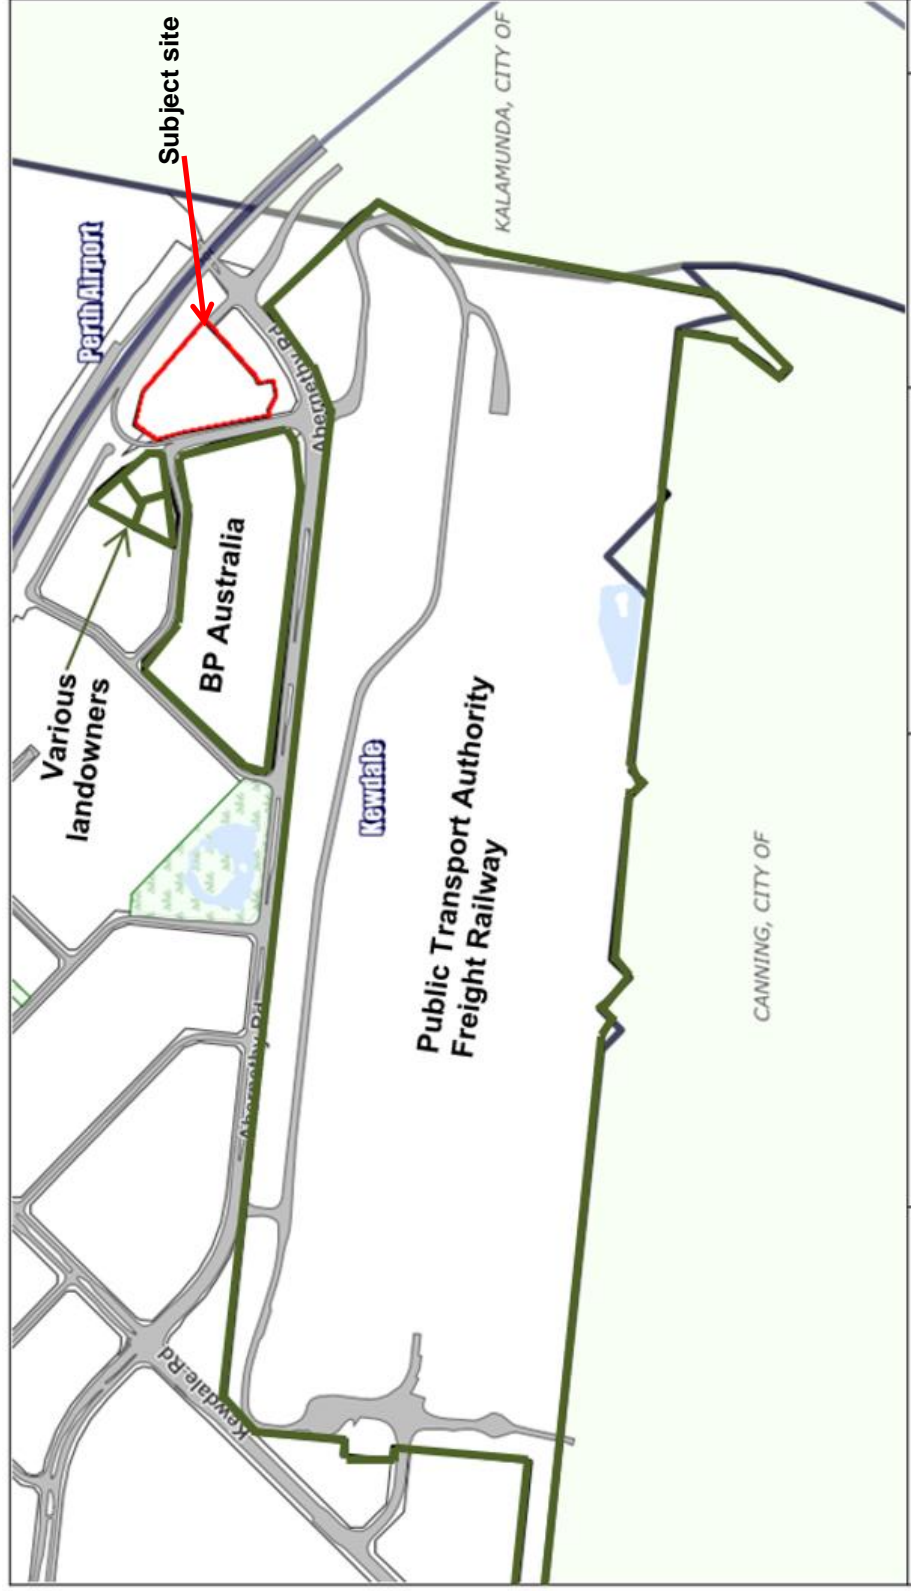 Subject site
KALAMUNDA, CITY OF
Perth Airport
Abernethy Rd
BP Australia
Various
landowners
Kewdale
Public Transport Authority
Freight Railway
CANNING, CITY OF
Abernethy Rd
Kewdale Rd